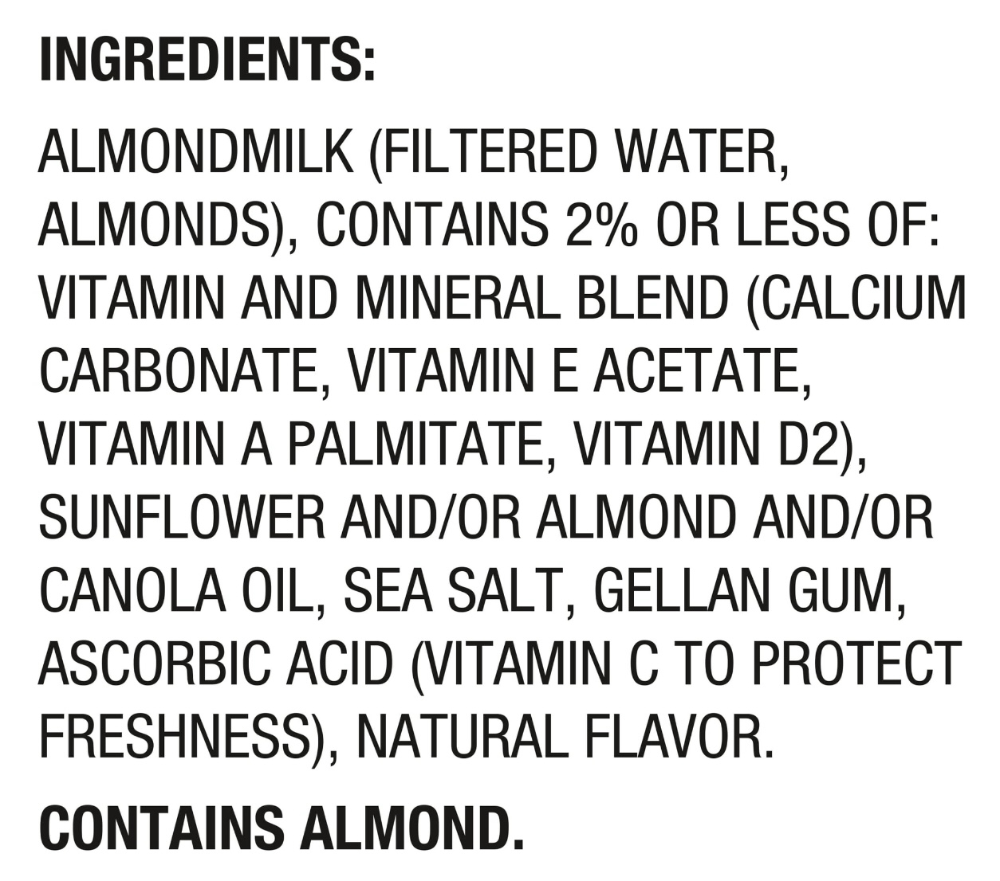 INGREDIENTS:
ALMONDMILK (FILTERED WATER,
ALMONDS), CONTAINS 2% OR LESS OF:
VITAMIN AND MINERAL BLEND (CALCIUM
CARBONATE, VITAMIN E ACETATE,
VITAMIN A PALMITATE, VITAMIN D2),
SUNFLOWER AND/OR ALMOND AND/OR
CANOLA OIL, SEA SALT, GELLAN GUM,
ASCORBIC ACID (VITAMIN C TO PROTECT
FRESHNESS), NATURAL FLAVOR.
CONTAINS ALMOND.